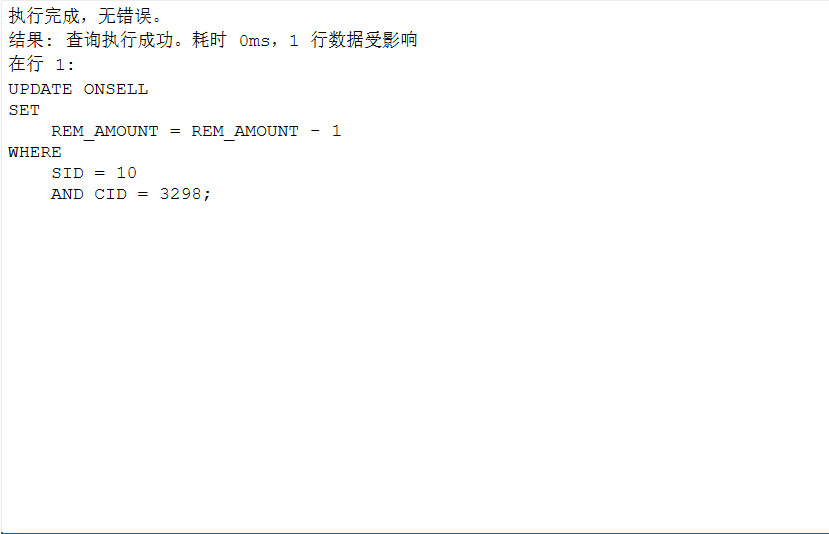 执行完成，无错误。
结果: 查询执行成功。耗时 0ms，1 行数据受影响
在行 1:
UPDATE ONSELL
SET
    REM_AMOUNT = REM_AMOUNT - 1
WHERE
    SID = 10
    AND CID = 3298;